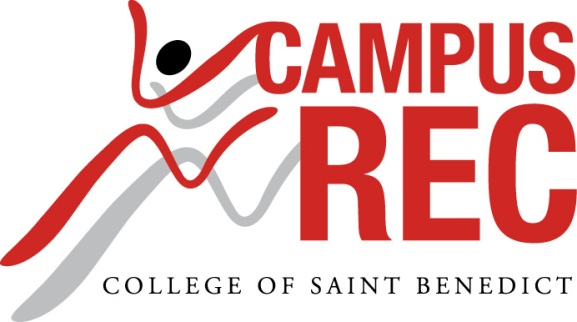 CAMPUS
REC
COLLEGE OF SAINT BENEDICT